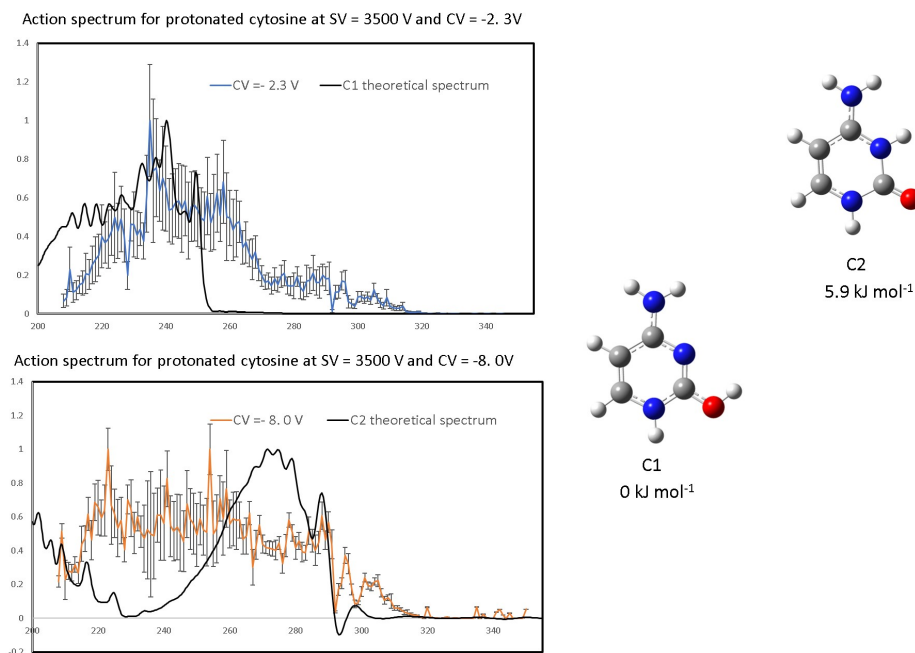 Action spectrum for protonated cytosine at SV = 3500 V and CV = -2. 3V
1.4
1.2
1
0.8
0.6
0.4
0.2
0
CV =- 2.3 V
C1 theoretical spectrum
200 220 240 260 280 300 320 340
Action spectrum for protonated cytosine at SV = 3500 V and CV = -8. 0V
1.4
1.2
1
0.8
0.6
0.4
0.2
0
-0.2
CV =- 8. 0 V
C2 theoretical spectrum
200 220 240 260 280 300 320 340
C2
5.9 kJ mol-1
C1
0 kJ mol-1